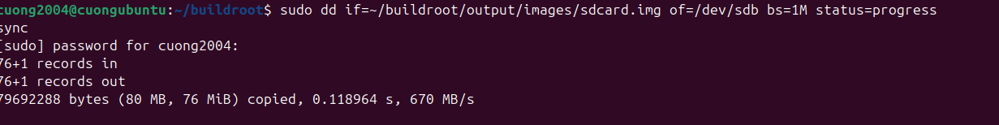 cuong2004@cuongubuntu:~/buildroot$ sudo dd if=~/buildroot/output/images/sdcard.img of=/dev/sdb bs=1M status=progress
sync
[sudo] password for cuong2004:
76+1 records in
76+1 records out
79692288 bytes (80 MB, 76 MiB) copied, 0.118964 s, 670 MB/s